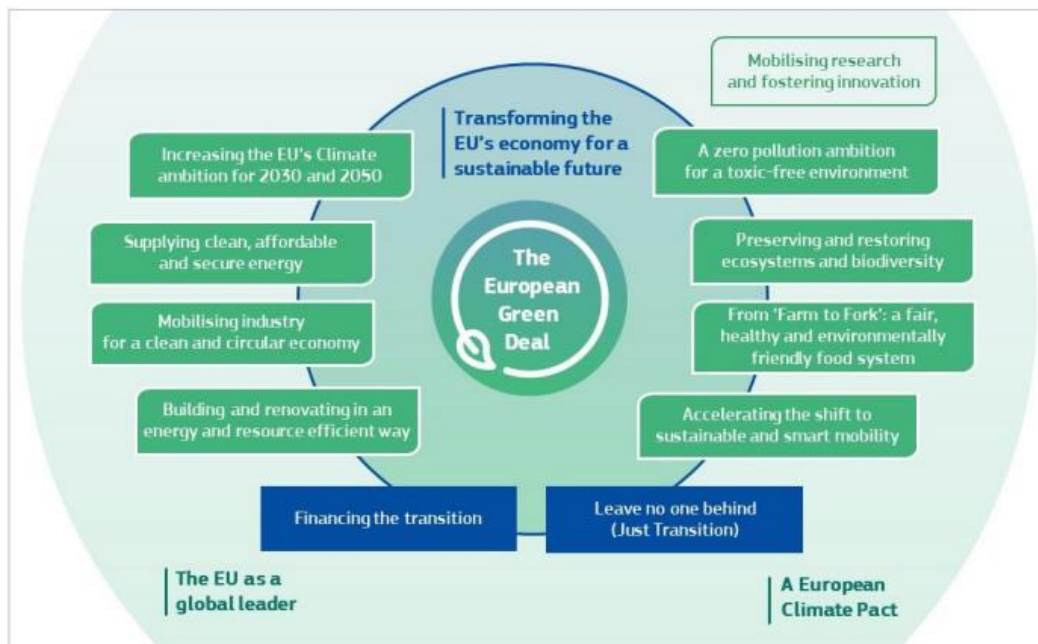 Mobilising research
and fostering innovation
Transforming the
EU's economy for a
sustainable future
Increasing the EU's Climate
ambition for 2030 and 2050
A zero pollution ambition
for a toxic-free environment
Supplying clean, affordable
and secure energy
Preserving and restoring
ecosystems and biodiversity
The
European
Green
Deal
Mobilising industry
for a clean and circular economy
From ‘Farm to Fork’: a fair,
healthy and environmentally
friendly food system
Building and renovating in an
energy and resource efficient way
Accelerating the shift to
sustainable and smart mobility
Financing the transition
Leave no one behind
(Just Transition)
The EU as a
global leader
A European
Climate Pact